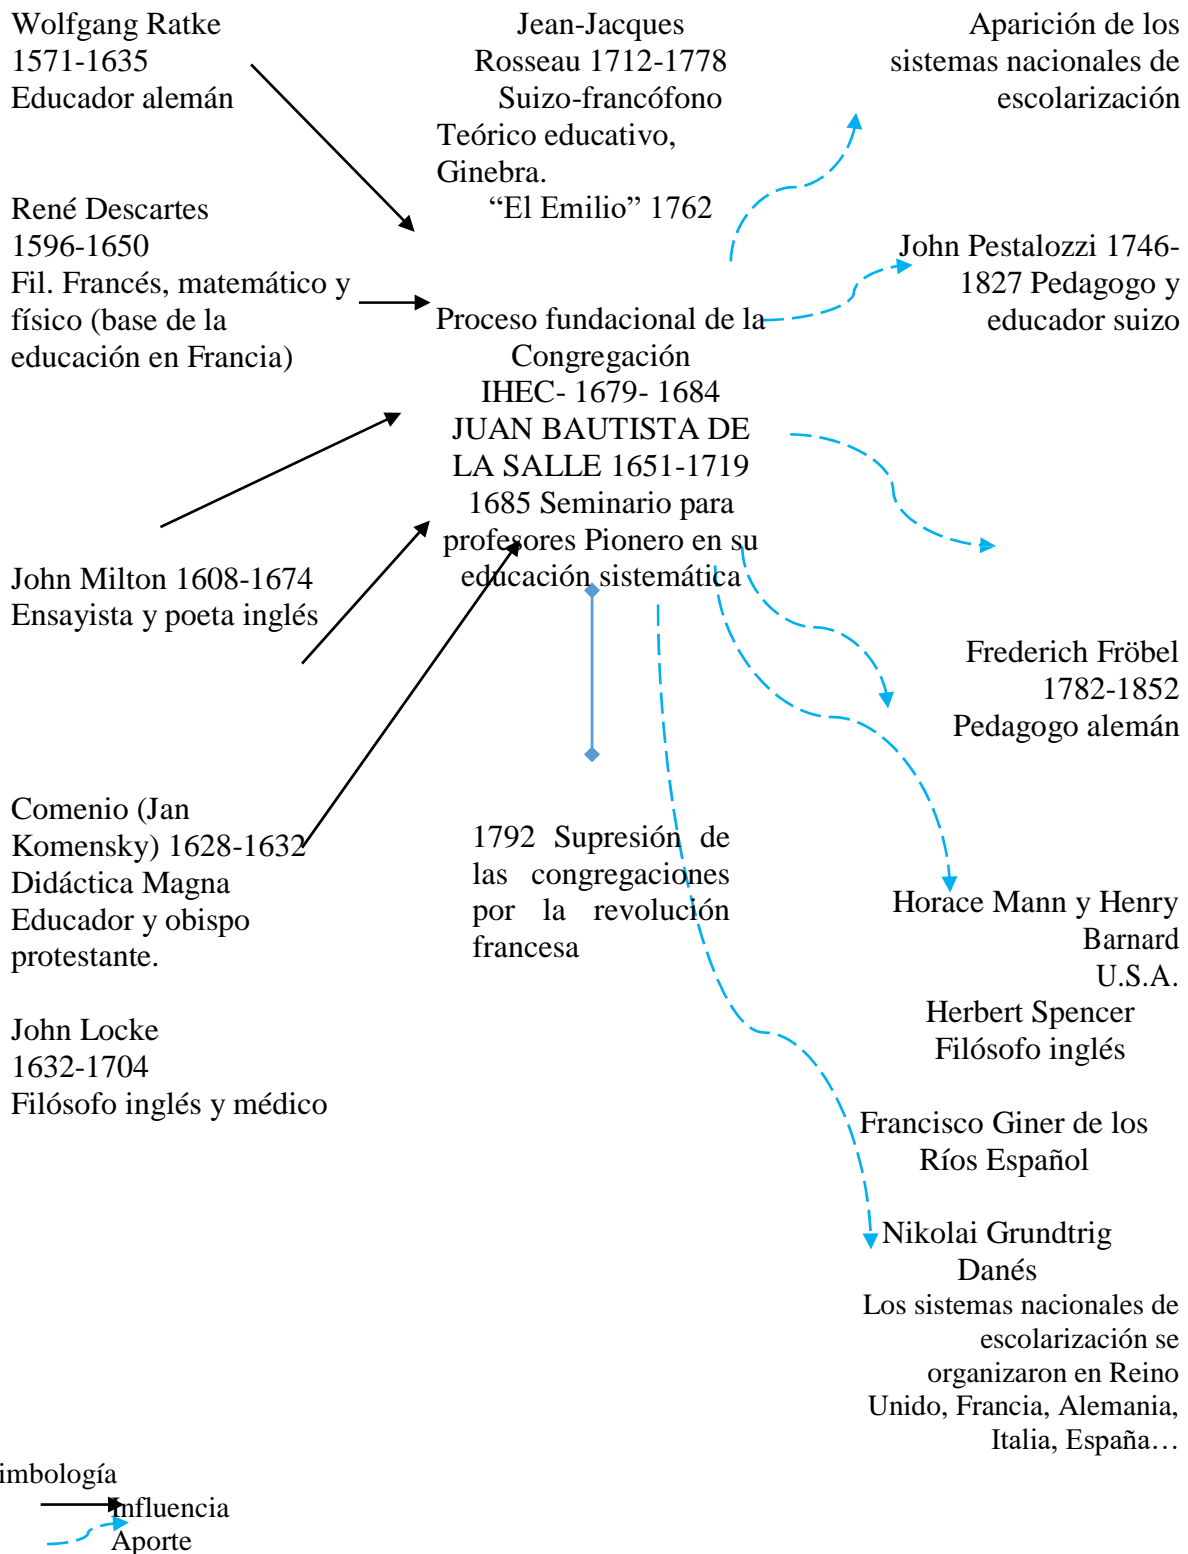 Wolfgang Ratke
1571-1635
Educador alemán
René Descartes
1596-1650
Fil. Francés, matemático y
físico (base de la
educación en Francia)
John Milton 1608-1674
Ensayista y poeta inglés
Comenio (Jan
Komensky) 1628-1632
Didáctica Magna
Educador y obispo
protestante.
John Locke
1632-1704
Filósofo inglés y médico
Jean-Jacques
Rosseau 1712-1778
Suizo-francófono
Teórico educativo,
Ginebra.
“El Emilio” 1762
Proceso fundacional de la
Congregación
IHEC- 1679- 1684
JUAN BAUTISTA DE
LA SALLE 1651-1719
1685 Seminario para
profesores Pionero en su
educación sistemática
1792 Supresión de
las congregaciones
por la revolución
francesa
Aparición de los
sistemas nacionales de
escolarización
John Pestalozzi 1746-
1827 Pedagogo y
educador suizo
Frederich Fröbel
1782-1852
Pedagogo alemán
Horace Mann y Henry
Barnard
U.S.A.
Herbert Spencer
Filósofo inglés
Francisco Giner de los
Ríos Español
Nikolai Grundtrig
Danés
Los sistemas nacionales de
escolarización se
organizaron en Reino
Unido, Francia, Alemania,
Italia, España…
imbología
Influencia
Aporte